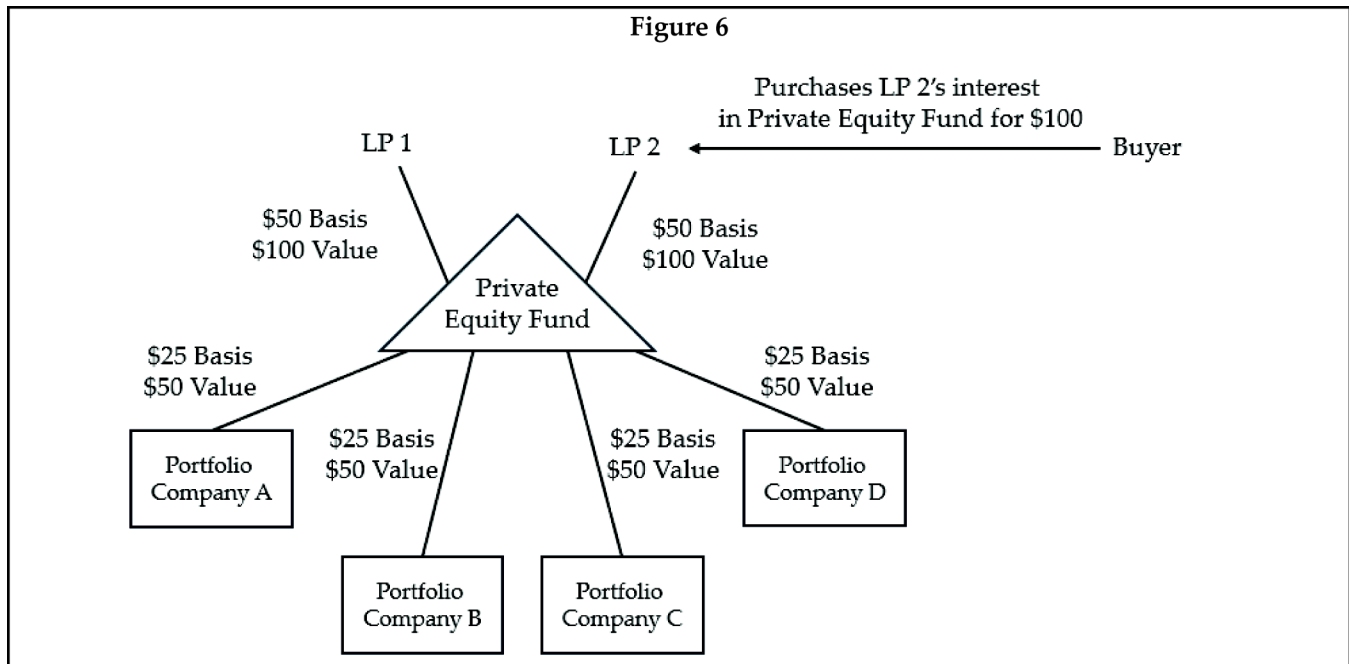 Figure 6
Purchases LP 2's interest
in Private Equity Fund for $100
LP 1
LP 2
Buyer
$50 Basis
$100 Value
$50 Basis
$100 Value
Private
Equity Fund
$25 Basis
$50 Value
$25 Basis
$50 Value
$25 Basis
$50 Value
$25 Basis
$50 Value
Portfolio
Company A
Portfolio
Company D
Portfolio
Company B
Portfolio
Company C